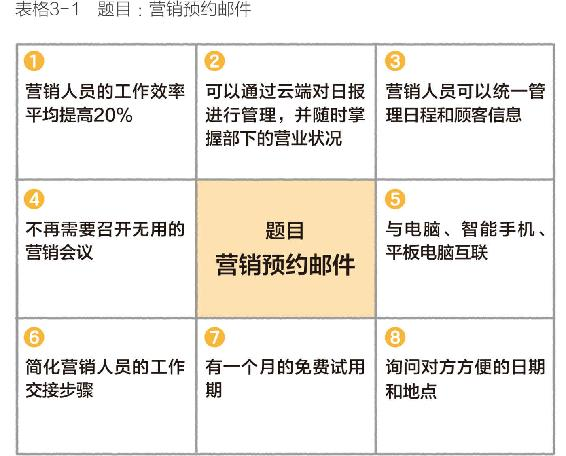 表格3-1 题目：营销预约邮件
1
营销人员的工作效率
平均提高20%
2
可以通过云端对日报
进行管理，并随时掌
握部下的营业状况
3
营销人员可以统一管
理日程和顾客信息
4
不再需要召开无用的
营销会议
题目
营销预约邮件
5
与电脑、智能手机、
平板电脑互联
6
简化营销人员的工作
交接步骤
7
有一个月的免费试用
期
8
询问对方方便的日期
和地点